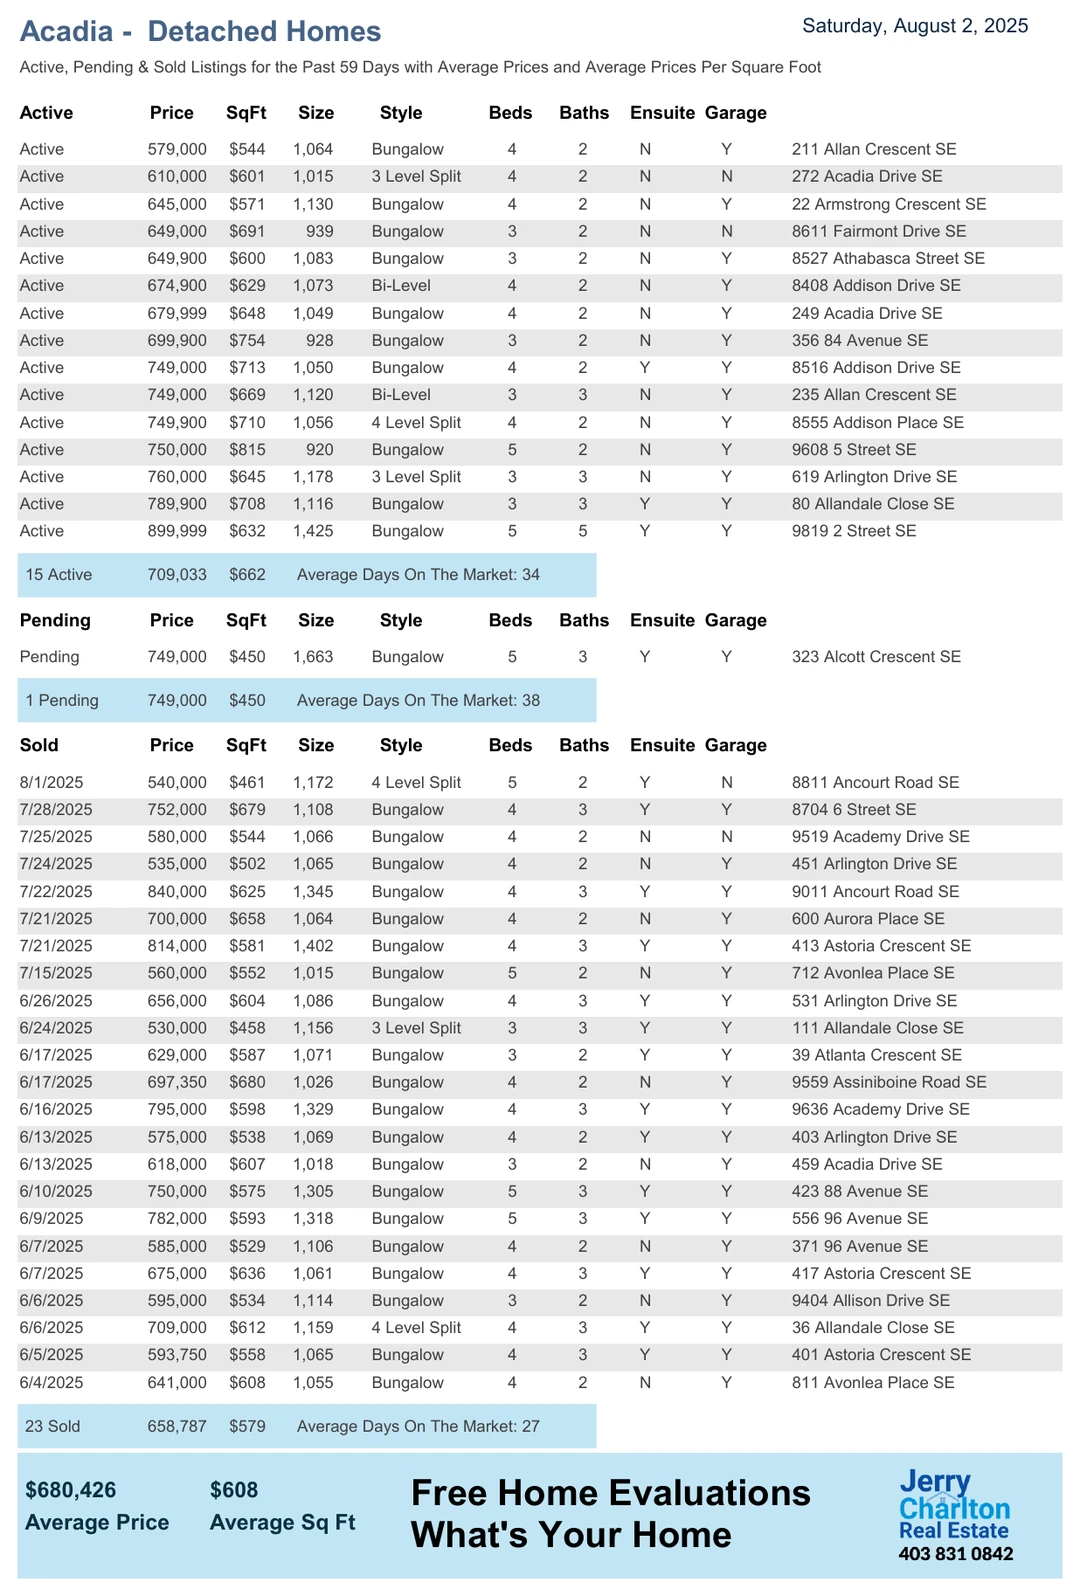 Acadia - Detached Homes
Saturday, August 2, 2025
Active, Pending & Sold Listings for the Past 59 Days with Average Prices and Average Prices Per Square Foot
Active Price SqFt Size Style Beds Baths Ensuite Garage
Active 579,000 $544 1,064 Bungalow 4 2 N Y 211 Allan Crescent SE
Active 610,000 $601 1,015 3 Level Split 4 2 N N 272 Acadia Drive SE
Active 645,000 $571 1,130 Bungalow 4 2 N Y 22 Armstrong Crescent SE
Active 649,000 $691 939 Bungalow 3 2 N N 8611 Fairmont Drive SE
Active 649,900 $600 1,083 Bungalow 3 2 N Y 8527 Athabasca Street SE
Active 674,900 $629 1,073 Bi-Level 4 2 N Y 8408 Addison Drive SE
Active 679,999 $648 1,049 Bungalow 4 2 N Y 249 Acadia Drive SE
Active 699,900 $754 928 Bungalow 3 2 N Y 356 84 Avenue SE
Active 749,000 $713 1,050 Bungalow 4 2 Y Y 8516 Addison Drive SE
Active 749,000 $669 1,120 Bi-Level 3 3 N Y 235 Allan Crescent SE
Active 749,900 $710 1,056 4 Level Split 4 2 N Y 8555 Addison Place SE
Active 750,000 $815 920 Bungalow 5 2 N Y 9608 5 Street SE
Active 760,000 $645 1,178 3 Level Split 3 3 N Y 619 Arlington Drive SE
Active 789,900 $708 1,116 Bungalow 3 3 Y Y 80 Allandale Close SE
Active 899,999 $632 1,425 Bungalow 5 5 Y Y 9819 2 Street SE
15 Active 709,033 $662 Average Days On The Market: 34
Pending Price SqFt Size Style Beds Baths Ensuite Garage
Pending 749,000 $450 1,663 Bungalow 5 3 Y Y 323 Alcott Crescent SE
1 Pending 749,000 $450 Average Days On The Market: 38
Sold Price SqFt Size Style Beds Baths Ensuite Garage
8/1/2025 540,000 $461 1,172 4 Level Split 5 2 Y N 8811 Ancourt Road SE
7/28/2025 752,000 $679 1,108 Bungalow 4 3 Y Y 8704 6 Street SE
7/25/2025 580,000 $544 1,066 Bungalow 4 2 N N 9519 Academy Drive SE
7/24/2025 535,000 $502 1,065 Bungalow 4 2 N Y 451 Arlington Drive SE
7/22/2025 840,000 $625 1,345 Bungalow 4 3 Y Y 9011 Ancourt Road SE
7/21/2025 700,000 $658 1,064 Bungalow 4 2 N Y 600 Aurora Place SE
7/21/2025 814,000 $581 1,402 Bungalow 4 3 Y Y 413 Astoria Crescent SE
7/15/2025 560,000 $552 1,015 Bungalow 5 2 N Y 712 Avonlea Place SE
6/26/2025 656,000 $604 1,086 Bungalow 4 3 Y Y 531 Arlington Drive SE
6/24/2025 530,000 $458 1,156 3 Level Split 3 3 Y Y 111 Allandale Close SE
6/17/2025 629,000 $587 1,071 Bungalow 3 2 Y Y 39 Atlanta Crescent SE
6/17/2025 697,350 $680 1,026 Bungalow 4 2 N Y 9559 Assiniboine Road SE
6/16/2025 795,000 $598 1,329 Bungalow 4 3 Y Y 9636 Academy Drive SE
6/13/2025 575,000 $538 1,069 Bungalow 4 2 Y Y 403 Arlington Drive SE
6/13/2025 618,000 $607 1,018 Bungalow 3 2 N Y 459 Acadia Drive SE
6/10/2025 750,000 $575 1,305 Bungalow 5 3 Y Y 423 88 Avenue SE
6/9/2025 782,000 $593 1,318 Bungalow 5 3 Y Y 556 96 Avenue SE
6/7/2025 585,000 $529 1,106 Bungalow 4 2 N Y 371 96 Avenue SE
6/7/2025 675,000 $636 1,061 Bungalow 4 3 Y Y 417 Astoria Crescent SE
6/6/2025 595,000 $534 1,114 Bungalow 3 2 N Y 9404 Allison Drive SE
6/6/2025 709,000 $612 1,159 4 Level Split 4 3 Y Y 36 Allandale Close SE
6/5/2025 593,750 $558 1,065 Bungalow 4 3 Y Y 401 Astoria Crescent SE
6/4/2025 641,000 $608 1,055 Bungalow 4 2 N Y 811 Avonlea Place SE
23 Sold 658,787 $579 Average Days On The Market: 27
$680,426 $608
Average Price Average Sq Ft
Free Home Evaluations
What's Your Home
Jerry
Charlton
Real Estate
403 831 0842